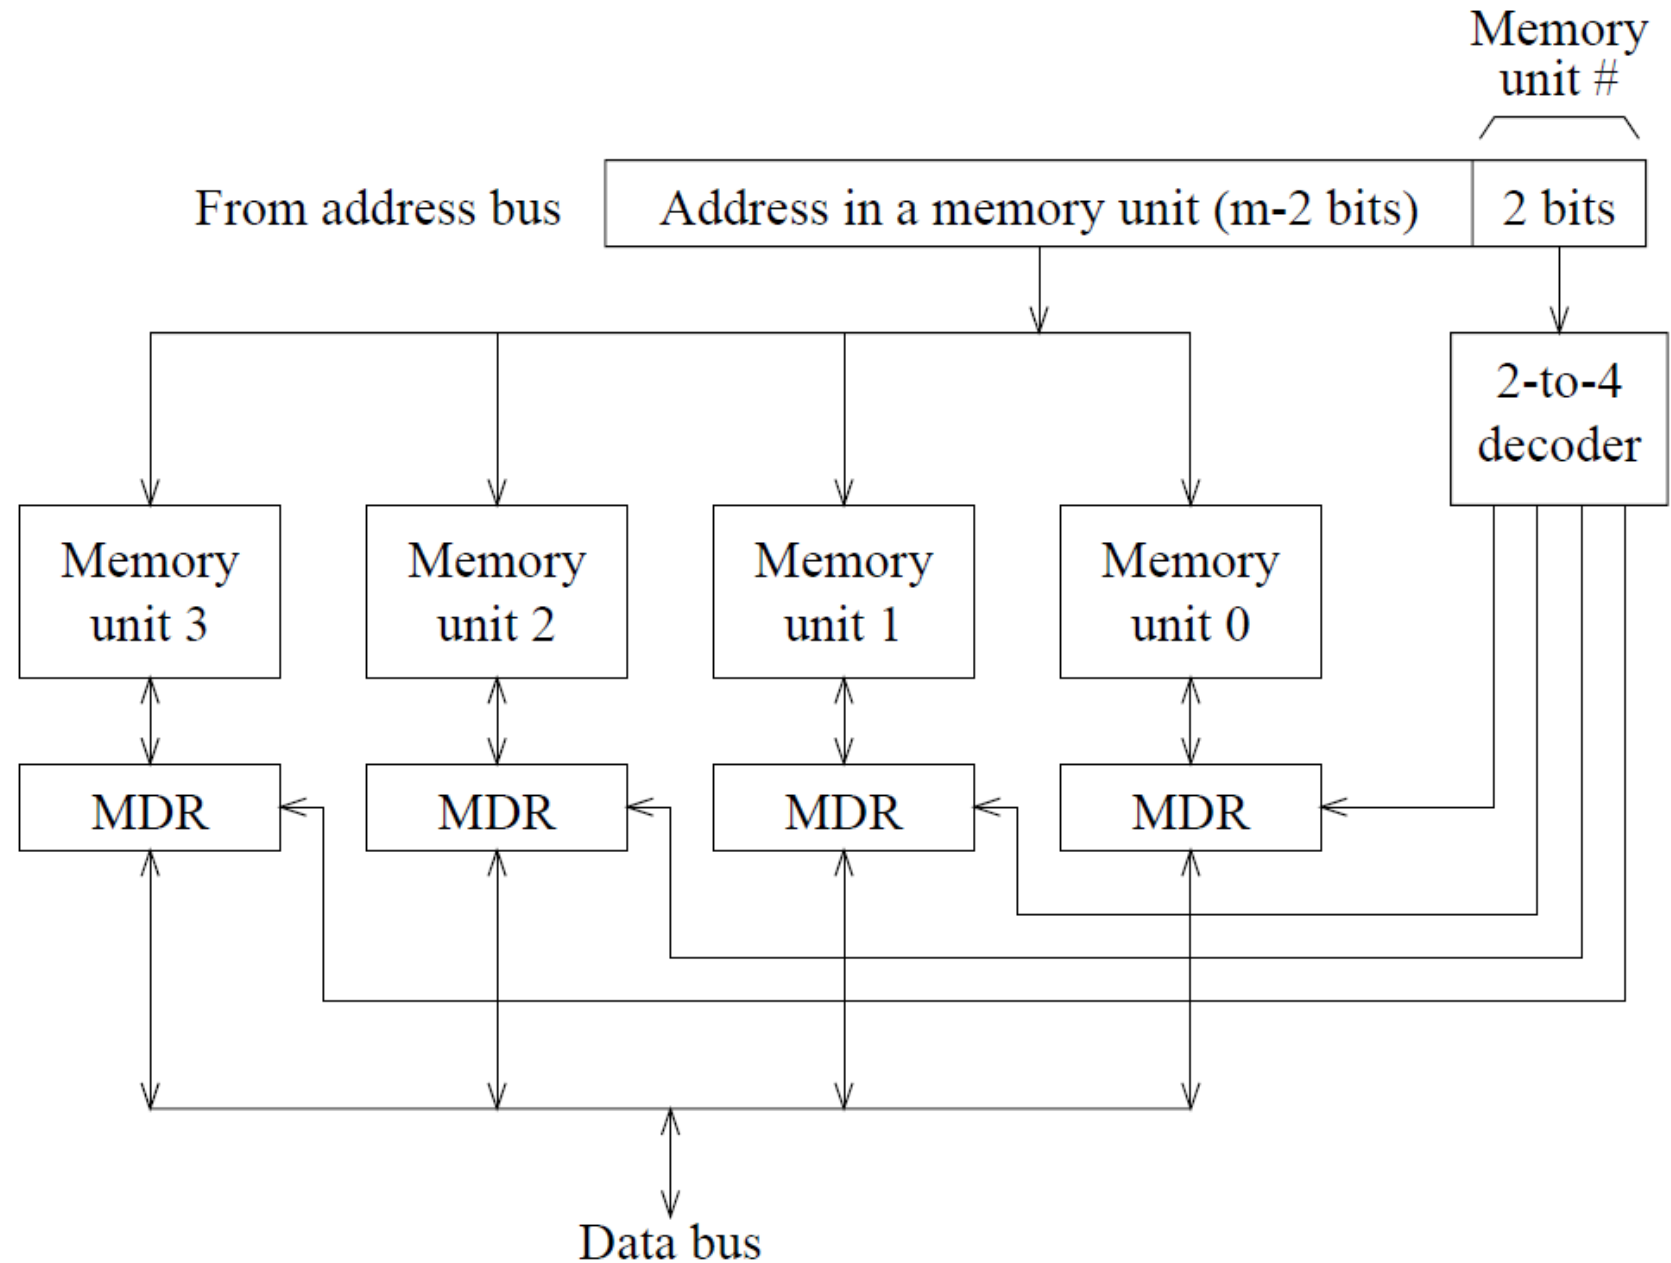 Memory
unit #
From address bus
Address in a memory unit (m-2 bits)
2 bits
2-to-4
decoder
Memory
unit 3
Memory
unit 2
Memory
unit 1
Memory
unit 0
MDR
MDR
MDR
MDR
Data bus